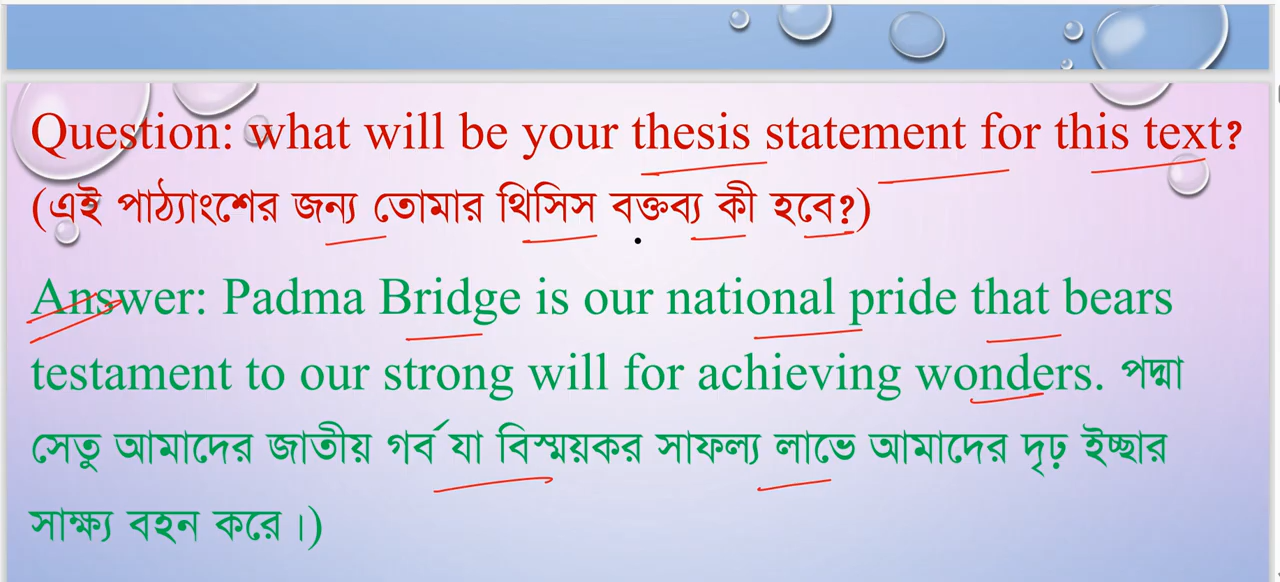 Question: what will be your thesis statement for this text?
(এই পাঠ্যাংশের জন্য তোমার থিসিস বক্তব্য কী হবে?)
Answer: Padma Bridge is our national pride that bears
testament to our strong will for achieving wonders. পদ্মা
সেতু আমাদের জাতীয় গর্ব যা বিস্ময়কর সাফল্য লাভে আমাদের দৃঢ় ইচ্ছার
সাক্ষ্য বহন করে।)